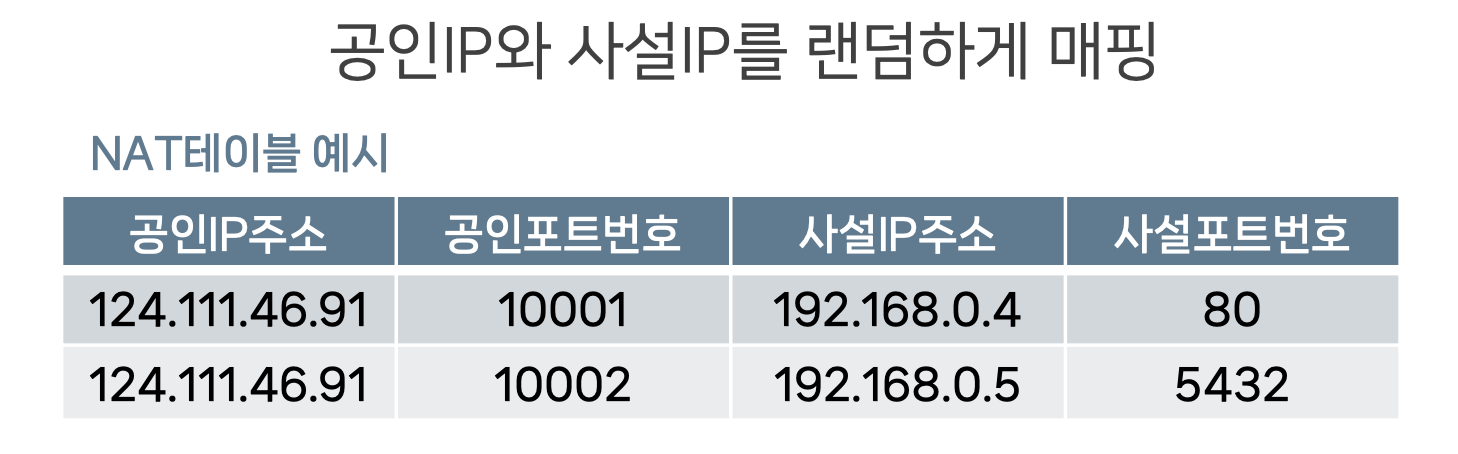 공인IP와 사설IP를 랜덤하게 매핑
NAT테이블 예시
공인IP주소 공인포트번호 사설IP주소 사설포트번호
124.111.46.91 10001 192.168.0.4 80
124.111.46.91 10002 192.168.0.5 5432